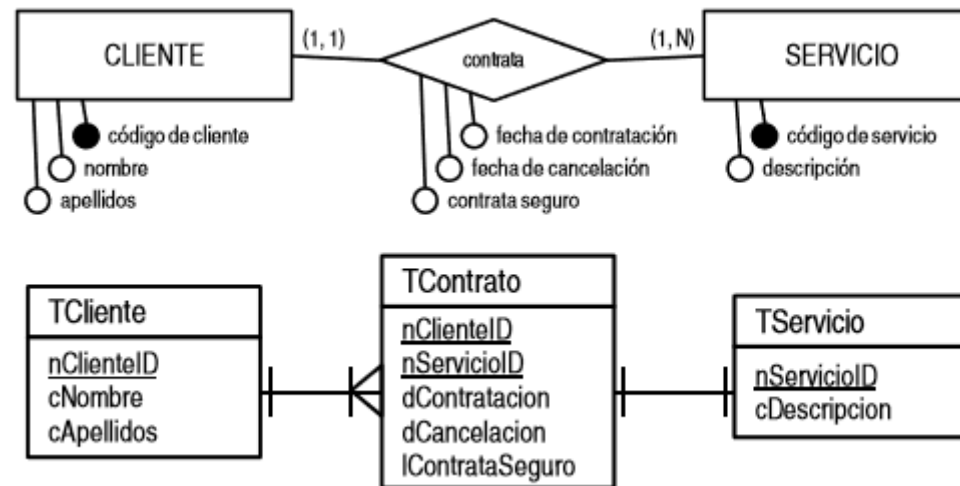 CLIENTE
(1, 1)
contrata
(1, N)
SERVICIO
código de cliente
nombre
apellidos
fecha de contratación
fecha de cancelación
contrata seguro
código de servicio
descripción
TCliente
nClienteID
cNombre
cApellidos
TContrato
nClienteID
nServicioID
dContratacion
dCancelacion
lContrataSeguro
TServicio
nServicioID
cDescripcion